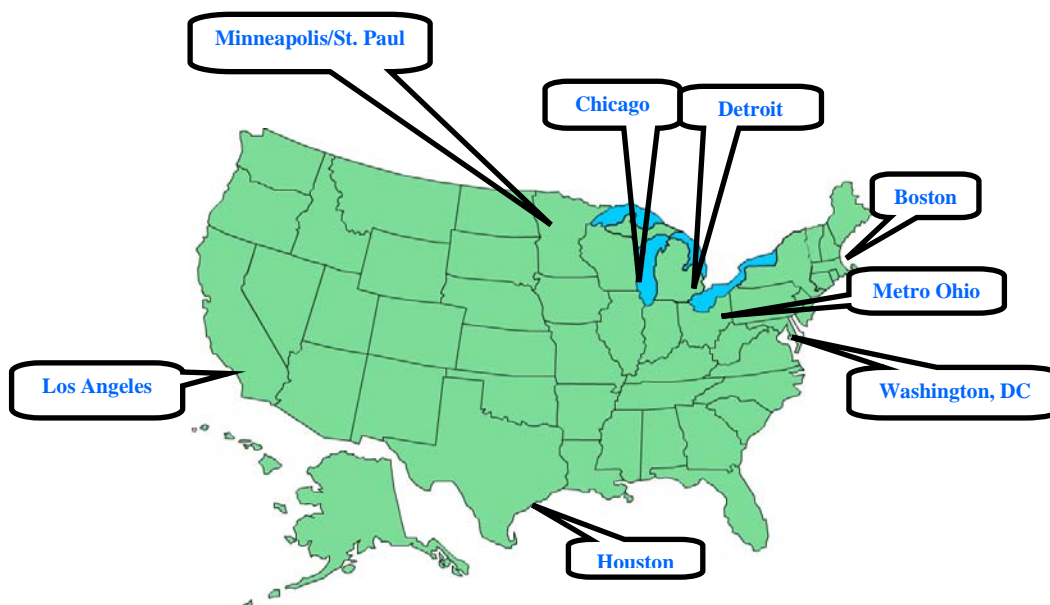 Minneapolis/St. Paul
Chicago
Detroit
Boston
Metro Ohio
Los Angeles
Washington, DC
Houston